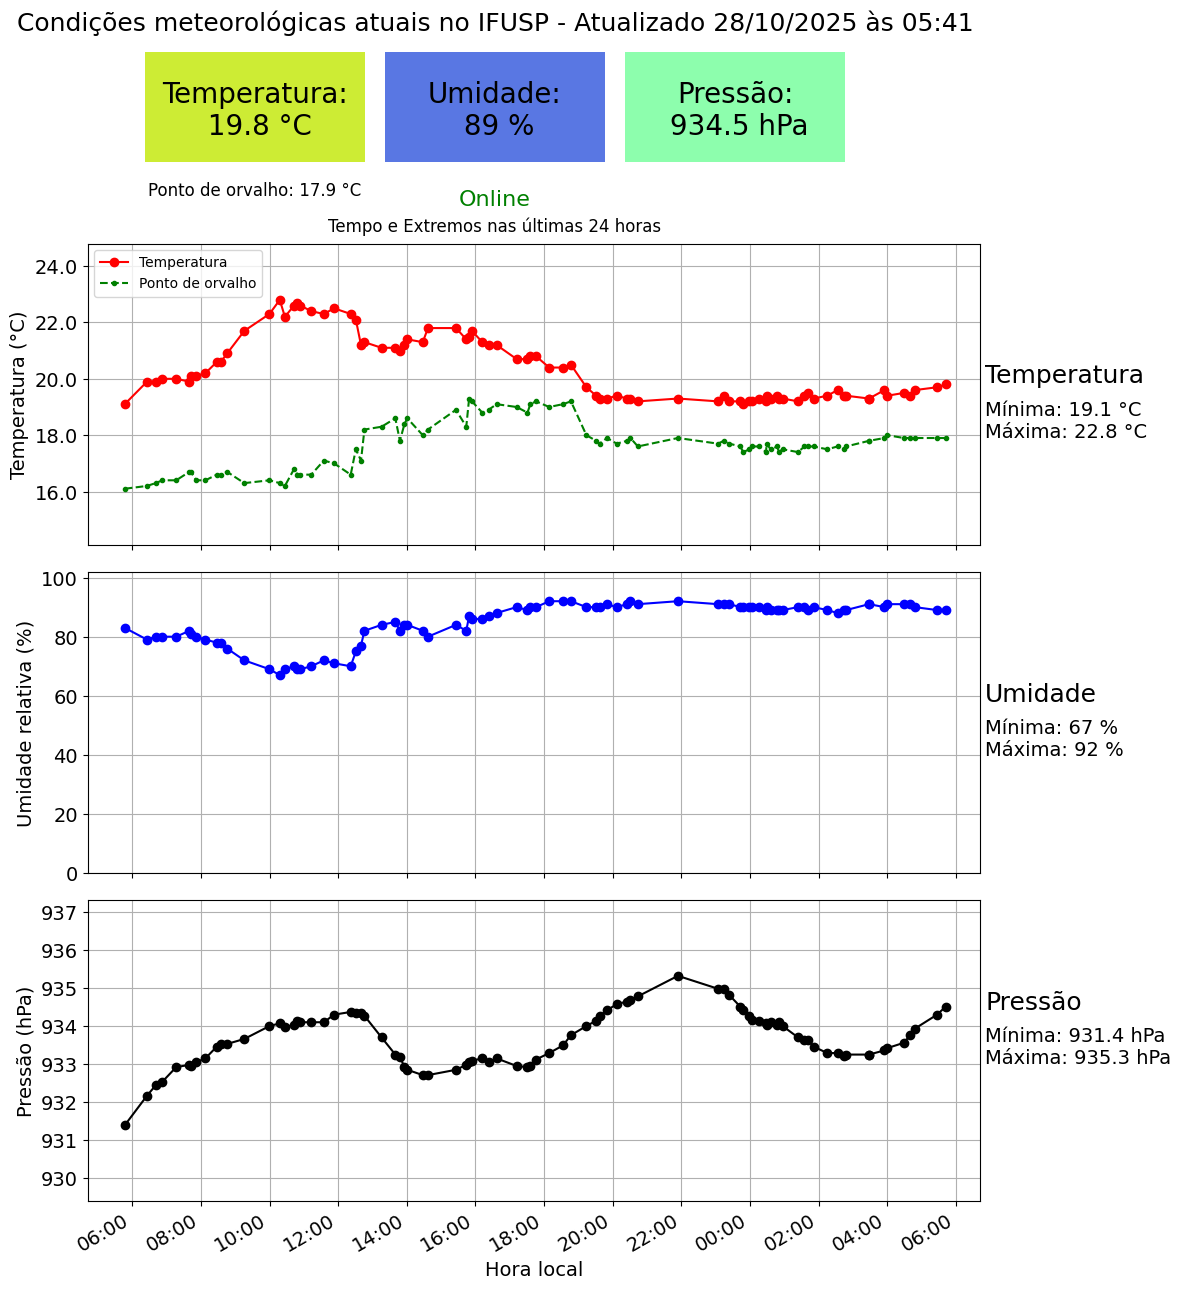 Condições meteorológicas atuais no IFUSP - Atualizado 28/10/2025 às 05:41
Temperatura:
19.8 °C
Umidade:
89 %
Pressão:
934.5 hPa
Ponto de orvalho: 17.9 °C
Online
Tempo e Extremos nas últimas 24 horas
Temperatura
Ponto de orvalho
Temperatura (°C)
24.0
22.0
20.0
18.0
16.0
Temperatura
Mínima: 19.1 °C
Máxima: 22.8 °C
Umidade relativa (%)
100
80
60
40
20
0
Umidade
Mínima: 67 %
Máxima: 92 %
Pressão (hPa)
937
936
935
934
933
932
931
930
Pressão
Mínima: 931.4 hPa
Máxima: 935.3 hPa
06:00 08:00 10:00 12:00 14:00 16:00 18:00 20:00 22:00 00:00 02:00 04:00 06:00
Hora local